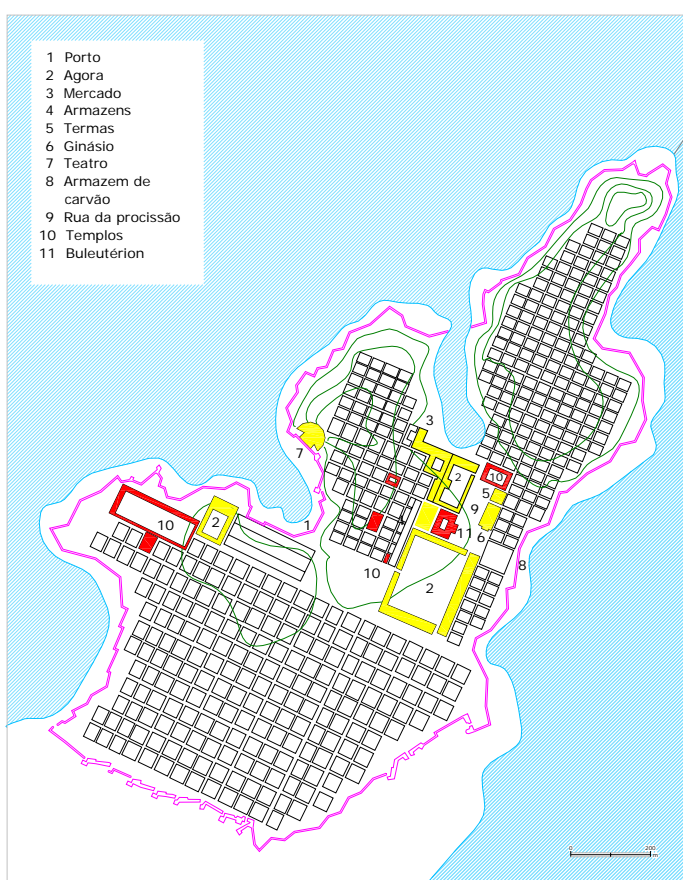 1 Porto
2 Agora
3 Mercado
4 Armazens
5 Termas
6 Ginásio
7 Teatro
8 Armazem de
carvão
9 Rua da procissão
10 Templos
11 Buleutérion
3
7
2
10
5
9
10
2
1
11
6
8
10
2
0
200
m